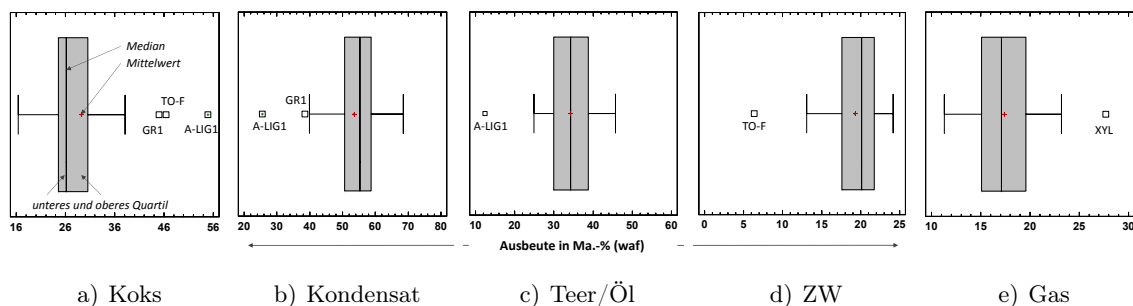 Median
Mittelwert
TO-F
GR1
A-LIG1
unteres und oberes Quartil
16 26 36 46 56
GR1
A-LIG1
20 30 40 50 60 70 80
A-LIG1
10 20 30 40 50 60
TO-F
0 5 10 15 20 25
XYL
10 15 20 25 30
Ausbeute in Ma.-% (waf)
a) Koks b) Kondensat c) Teer/Öl d) ZW e) Gas